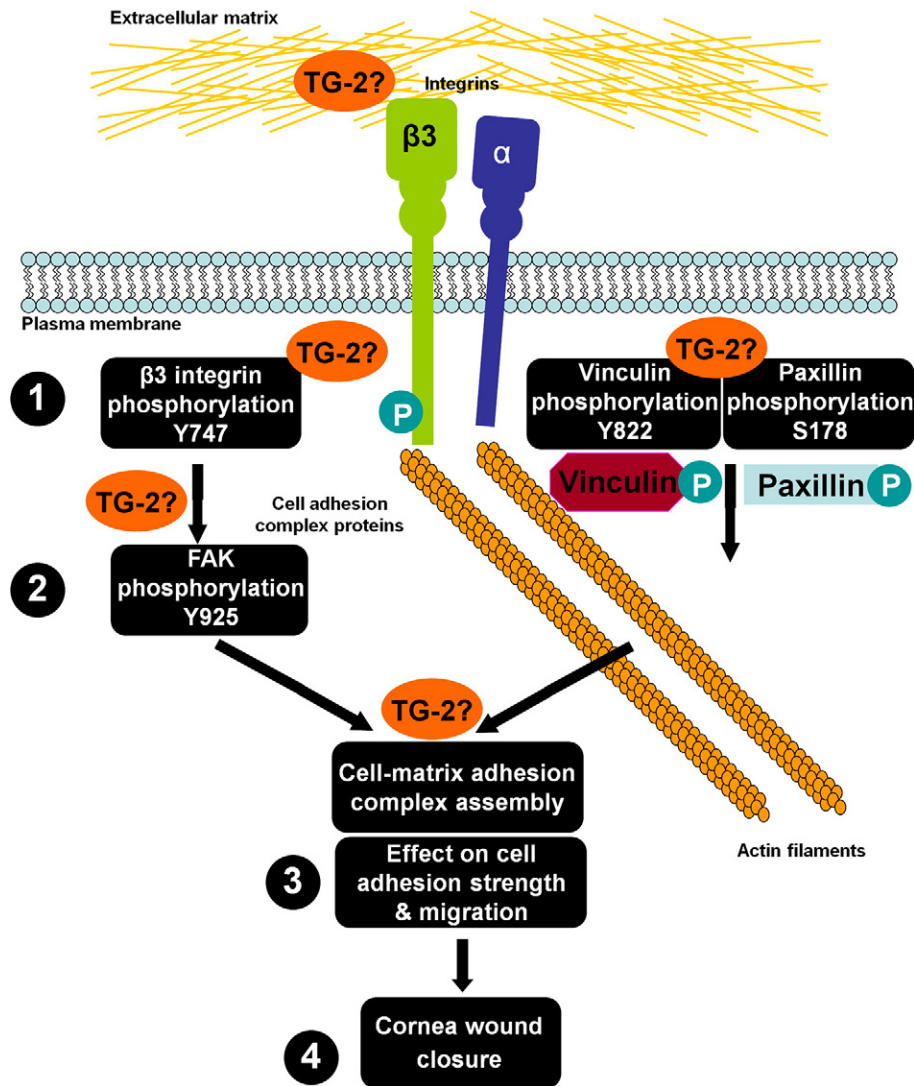 Extracellular matrix
TG-2?
Integrins
β3
α
Plasma membrane
TG-2?
TG-2?
1
β3 integrin
phosphorylation
Y747
P
Vinculin
phosphorylation
Y822
Paxillin
phosphorylation
S178
Vinculin
P
Paxillin
P
TG-2?
Cell adhesion
complex proteins
2
FAK
phosphorylation
Y925
TG-2?
Cell-matrix adhesion
complex assembly
Actin filaments
3
Effect on cell
adhesion strength
& migration
4
Cornea wound
closure